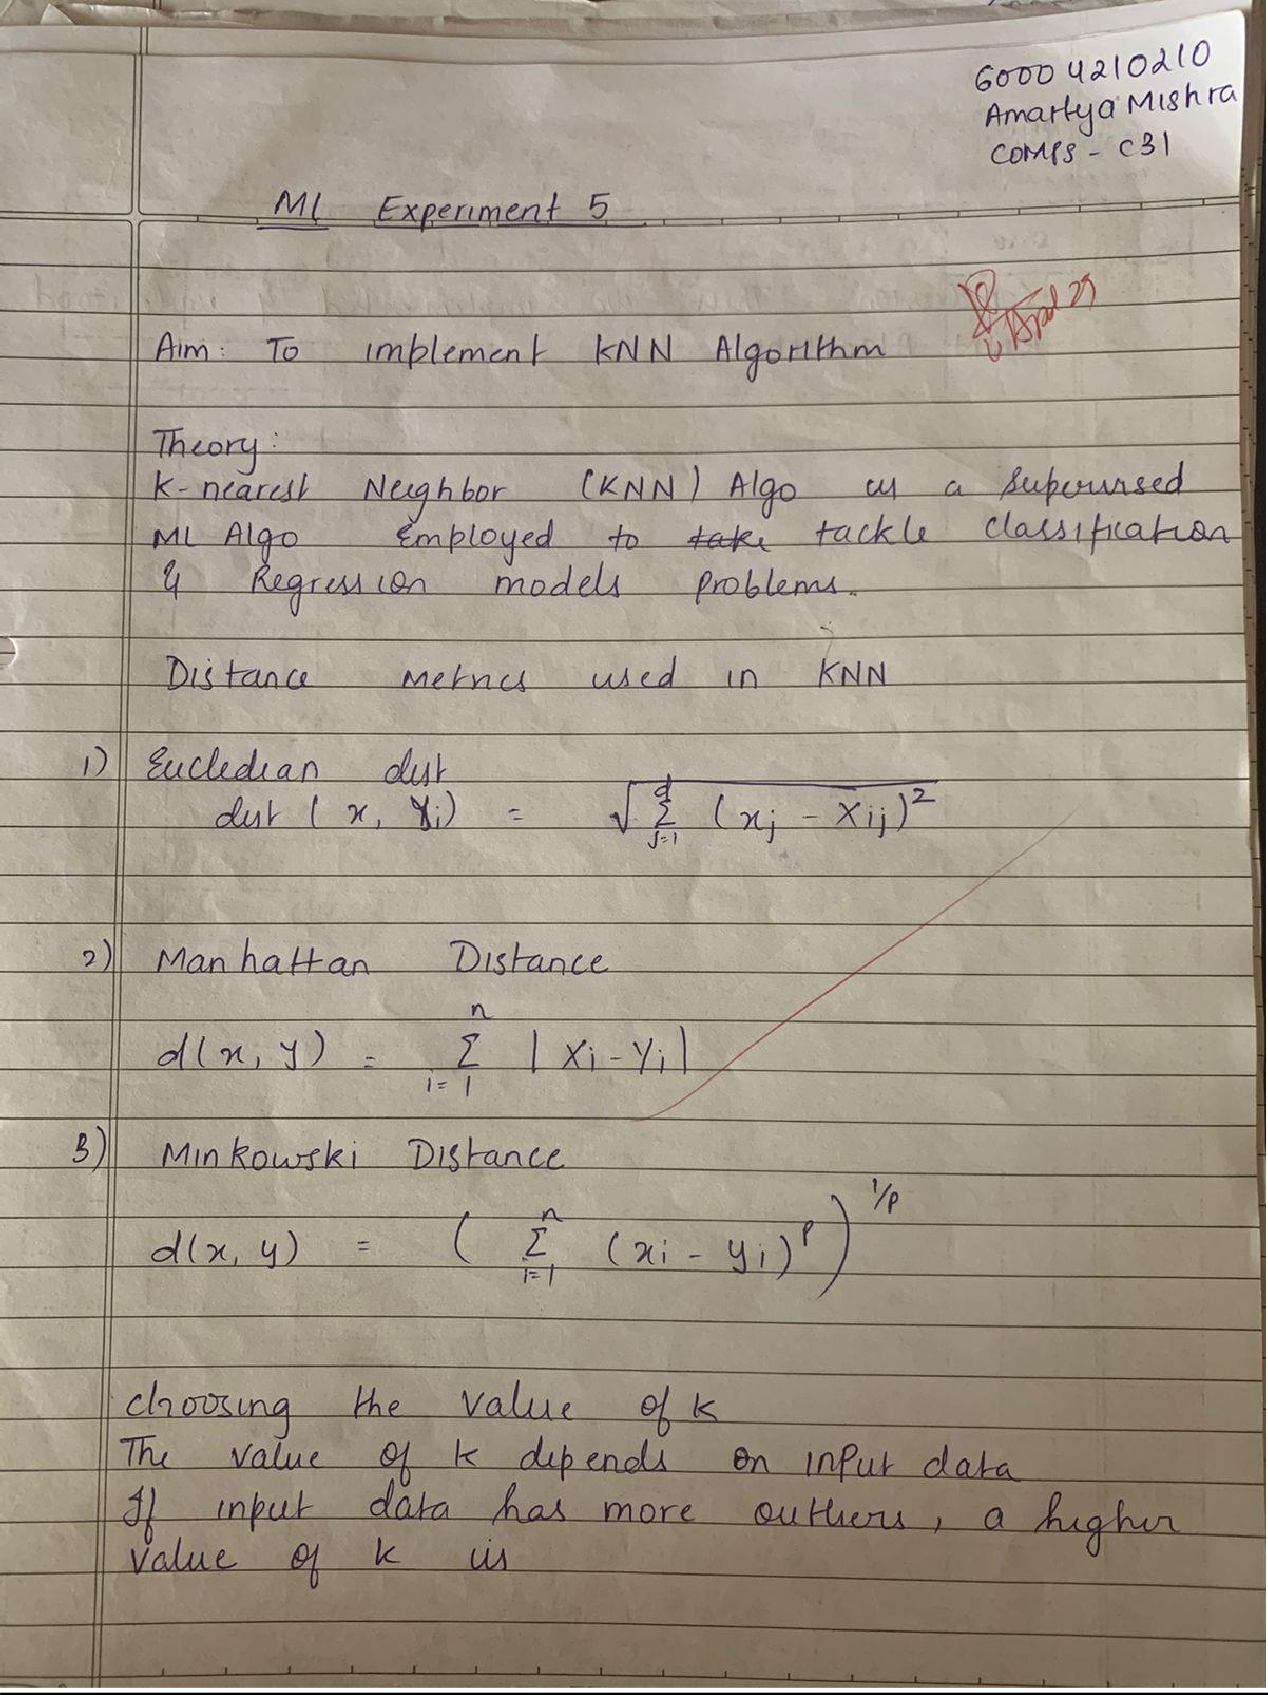 60004210210
Amartya Mishra
COMPS - C31
ML Experiment 5
Aim: To implement KNN Algorithm
Theory:
K-nearest Neighbor (KNN) Algo is a supervised
ML Algo employed to take tackle classification
& Regression models problems.
Distance metrics used in KNN
1) Eucledian dist
dist (x, Xi) = √ Σ_{j=1}^{d} (xj - Xij)²
2) Manhattan Distance
d(x, y) = Σ_{i=1}^{n} | Xi - Yi |
3) Minkowski Distance
d(x, y) = ( Σ_{i=1}^{n} (xi - yi)^p )^{1/p}
choosing the value of k
The value of k depends on input data
If input data has more outliers, a higher
value of k is